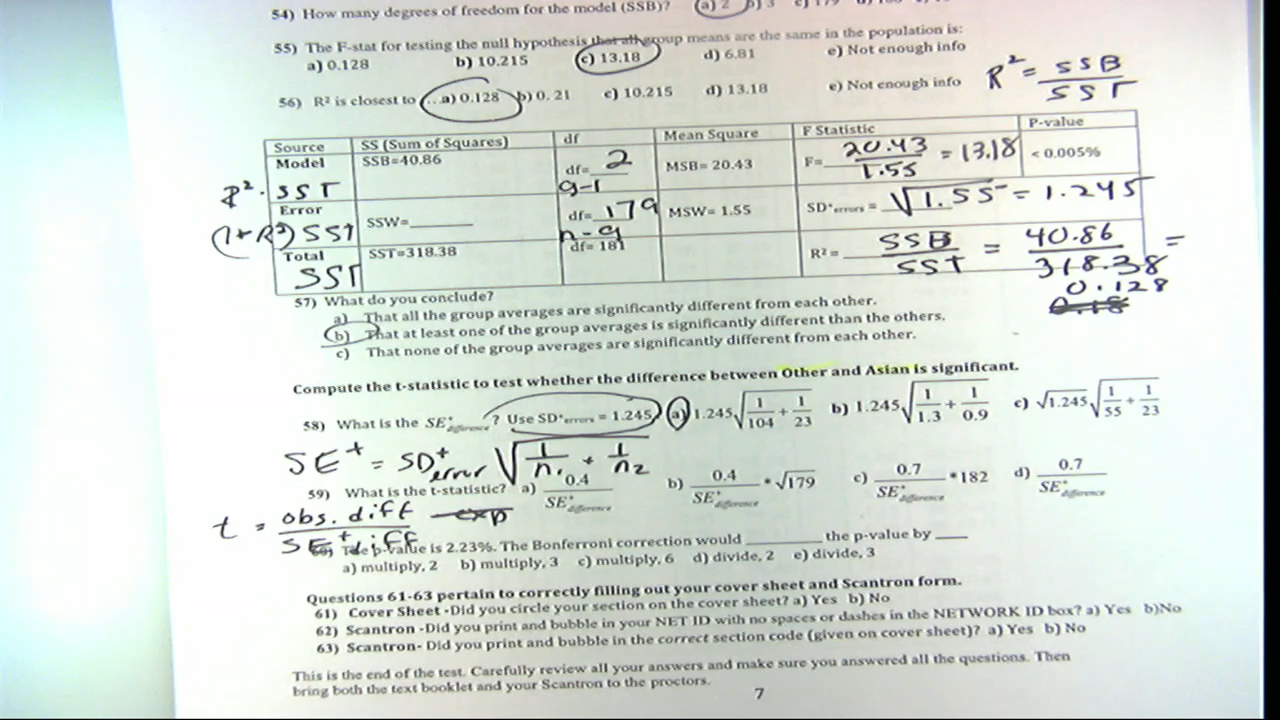 54) How many degrees of freedom for the model (SSB)? (a) 2 b) 3
55) The F-stat for testing the null hypothesis that all group means are the same in the population is:
a) 0.128 b) 10.215 c) 13.18 d) 6.81 e) Not enough info
56) R² is closest to ... a) 0.128 b) 0. 21 c) 10.215 d) 13.18 e) Not enough info
R² = SSB / SST
Source SS (Sum of Squares) df Mean Square F Statistic P-value
Model SSB=40.86 df= 2 MSB= 20.43 F= 20.43 / 1.55 = 13.18 < 0.005%
R² · SST g-1
Error SSW=______ df= 179 MSW= 1.55 SD⁺errors = √1.55 = 1.245
SST n-g
Total SST=318.38 df= 181 R² = SSB / SST = 40.86 / 318.38 =
SST 0.128
57) What do you conclude?
a) That all the group averages are significantly different from each other.
b) That at least one of the group averages is significantly different than the others.
c) That none of the group averages are significantly different from each other.
Compute the t-statistic to test whether the difference between Other and Asian is significant.
58) What is the SE⁺difference ? Use SD⁺errors = 1.245 (a) 1.245√(1/104 + 1/23) b) 1.245√(1/1.3 + 1/0.9) c) √1.245 √(1/55 + 1/23)
SE⁺ = SD⁺error √(1/n₁ + 1/n₂)
59) What is the t-statistic? a) 0.4 / SE⁺difference b) 0.4 / SE⁺difference * √179 c) 0.7 / SE⁺difference *182 d) 0.7 / SE⁺difference
t = obs. diff - exp / SE⁺diff
The p-value is 2.23%. The Bonferroni correction would ________ the p-value by ____
a) multiply, 2 b) multiply, 3 c) multiply, 6 d) divide, 2 e) divide, 3
Questions 61-63 pertain to correctly filling out your cover sheet and Scantron form.
61) Cover Sheet -Did you circle your section on the cover sheet? a) Yes b) No
62) Scantron -Did you print and bubble in your NET ID with no spaces or dashes in the NETWORK ID box? a) Yes b)No
63) Scantron- Did you print and bubble in the correct section code (given on cover sheet)? a) Yes b) No
This is the end of the test. Carefully review all your answers and make sure you answered all the questions. Then
bring both the text booklet and your Scantron to the proctors.
7